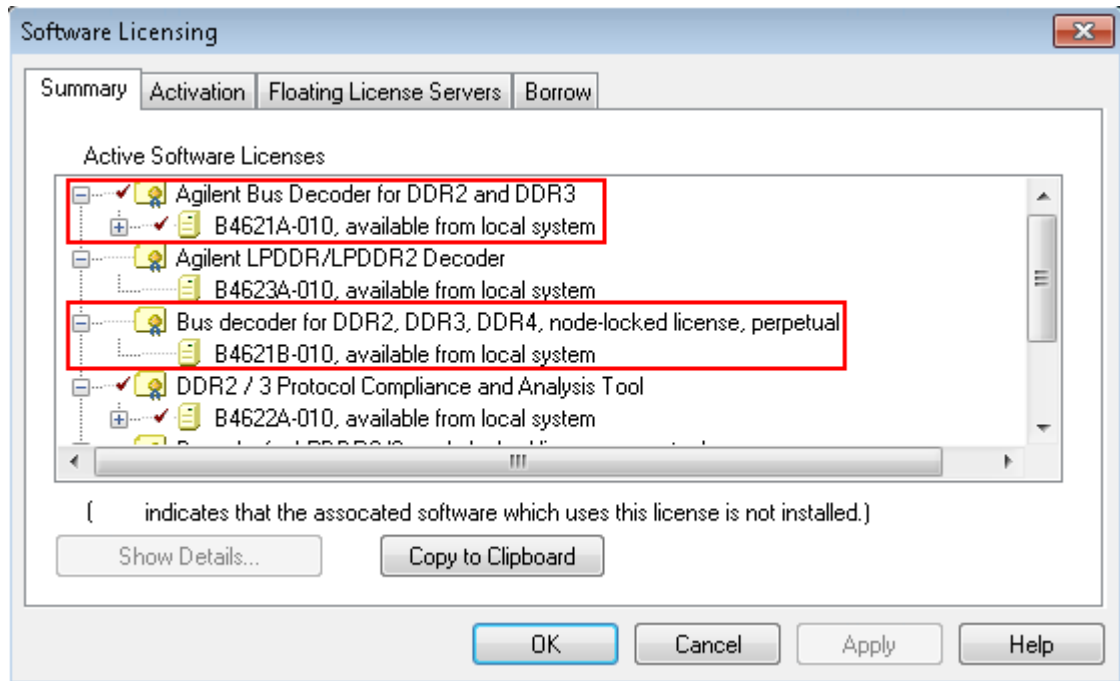 Software Licensing
Summary Activation Floating License Servers Borrow
Active Software Licenses
Agilent Bus Decoder for DDR2 and DDR3
B4621A-010, available from local system
Agilent LPDDR/LPDDR2 Decoder
B4623A-010, available from local system
Bus decoder for DDR2, DDR3, DDR4, node-locked license, perpetual
B4621B-010, available from local system
DDR2 / 3 Protocol Compliance and Analysis Tool
B4622A-010, available from local system
( indicates that the assocated software which uses this license is not installed.)
Show Details... Copy to Clipboard
OK Cancel Apply Help